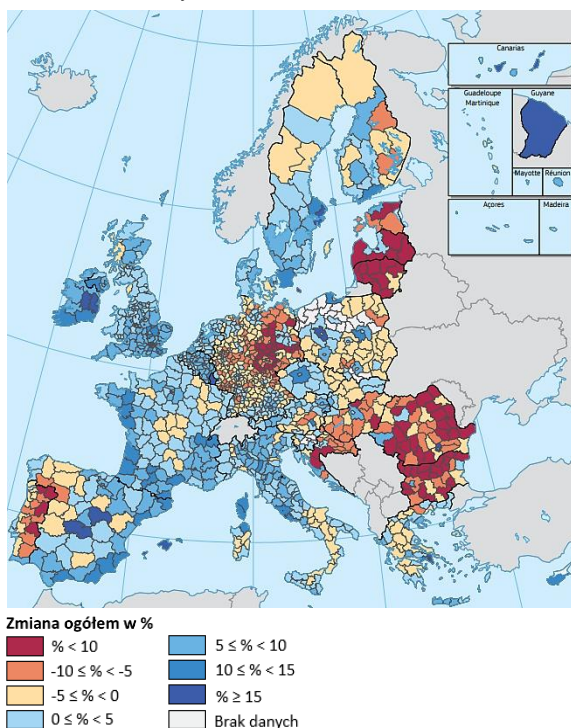 Canarias
Guadeloupe
Martinique
Guyane
Mayotte
Réunion
Açores
Madeira
Zmiana ogółem w %
% < 10
-10 ≤ % < -5
-5 ≤ % < 0
0 ≤ % < 5
5 ≤ % < 10
10 ≤ % < 15
% ≥ 15
Brak danych